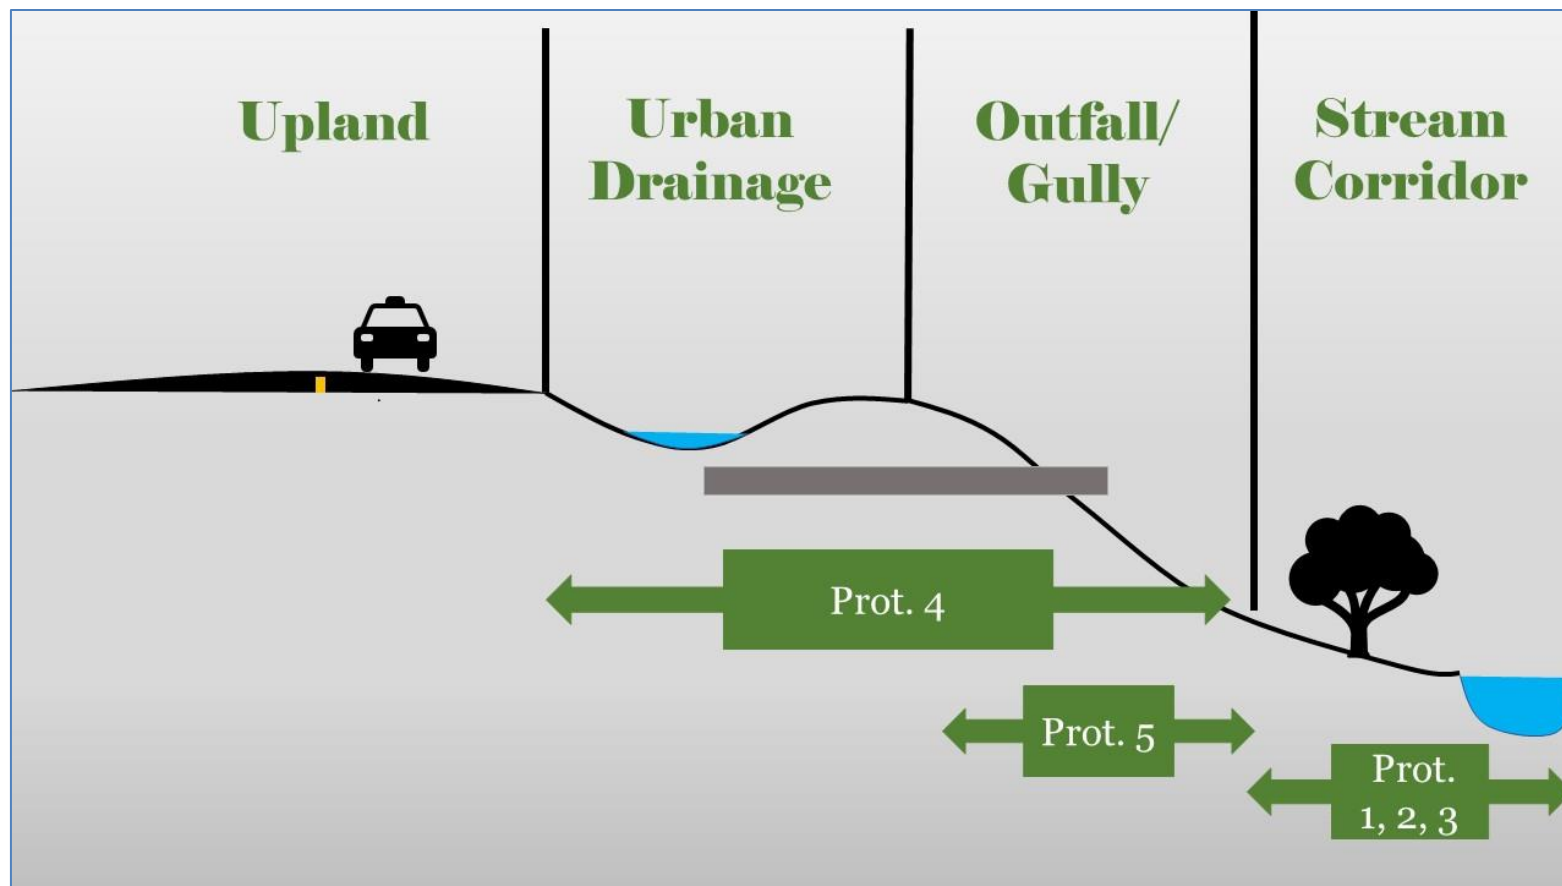 Upland
Urban
Drainage
Outfall/
Gully
Stream
Corridor
Prot. 4
Prot. 5
Prot.
1, 2, 3